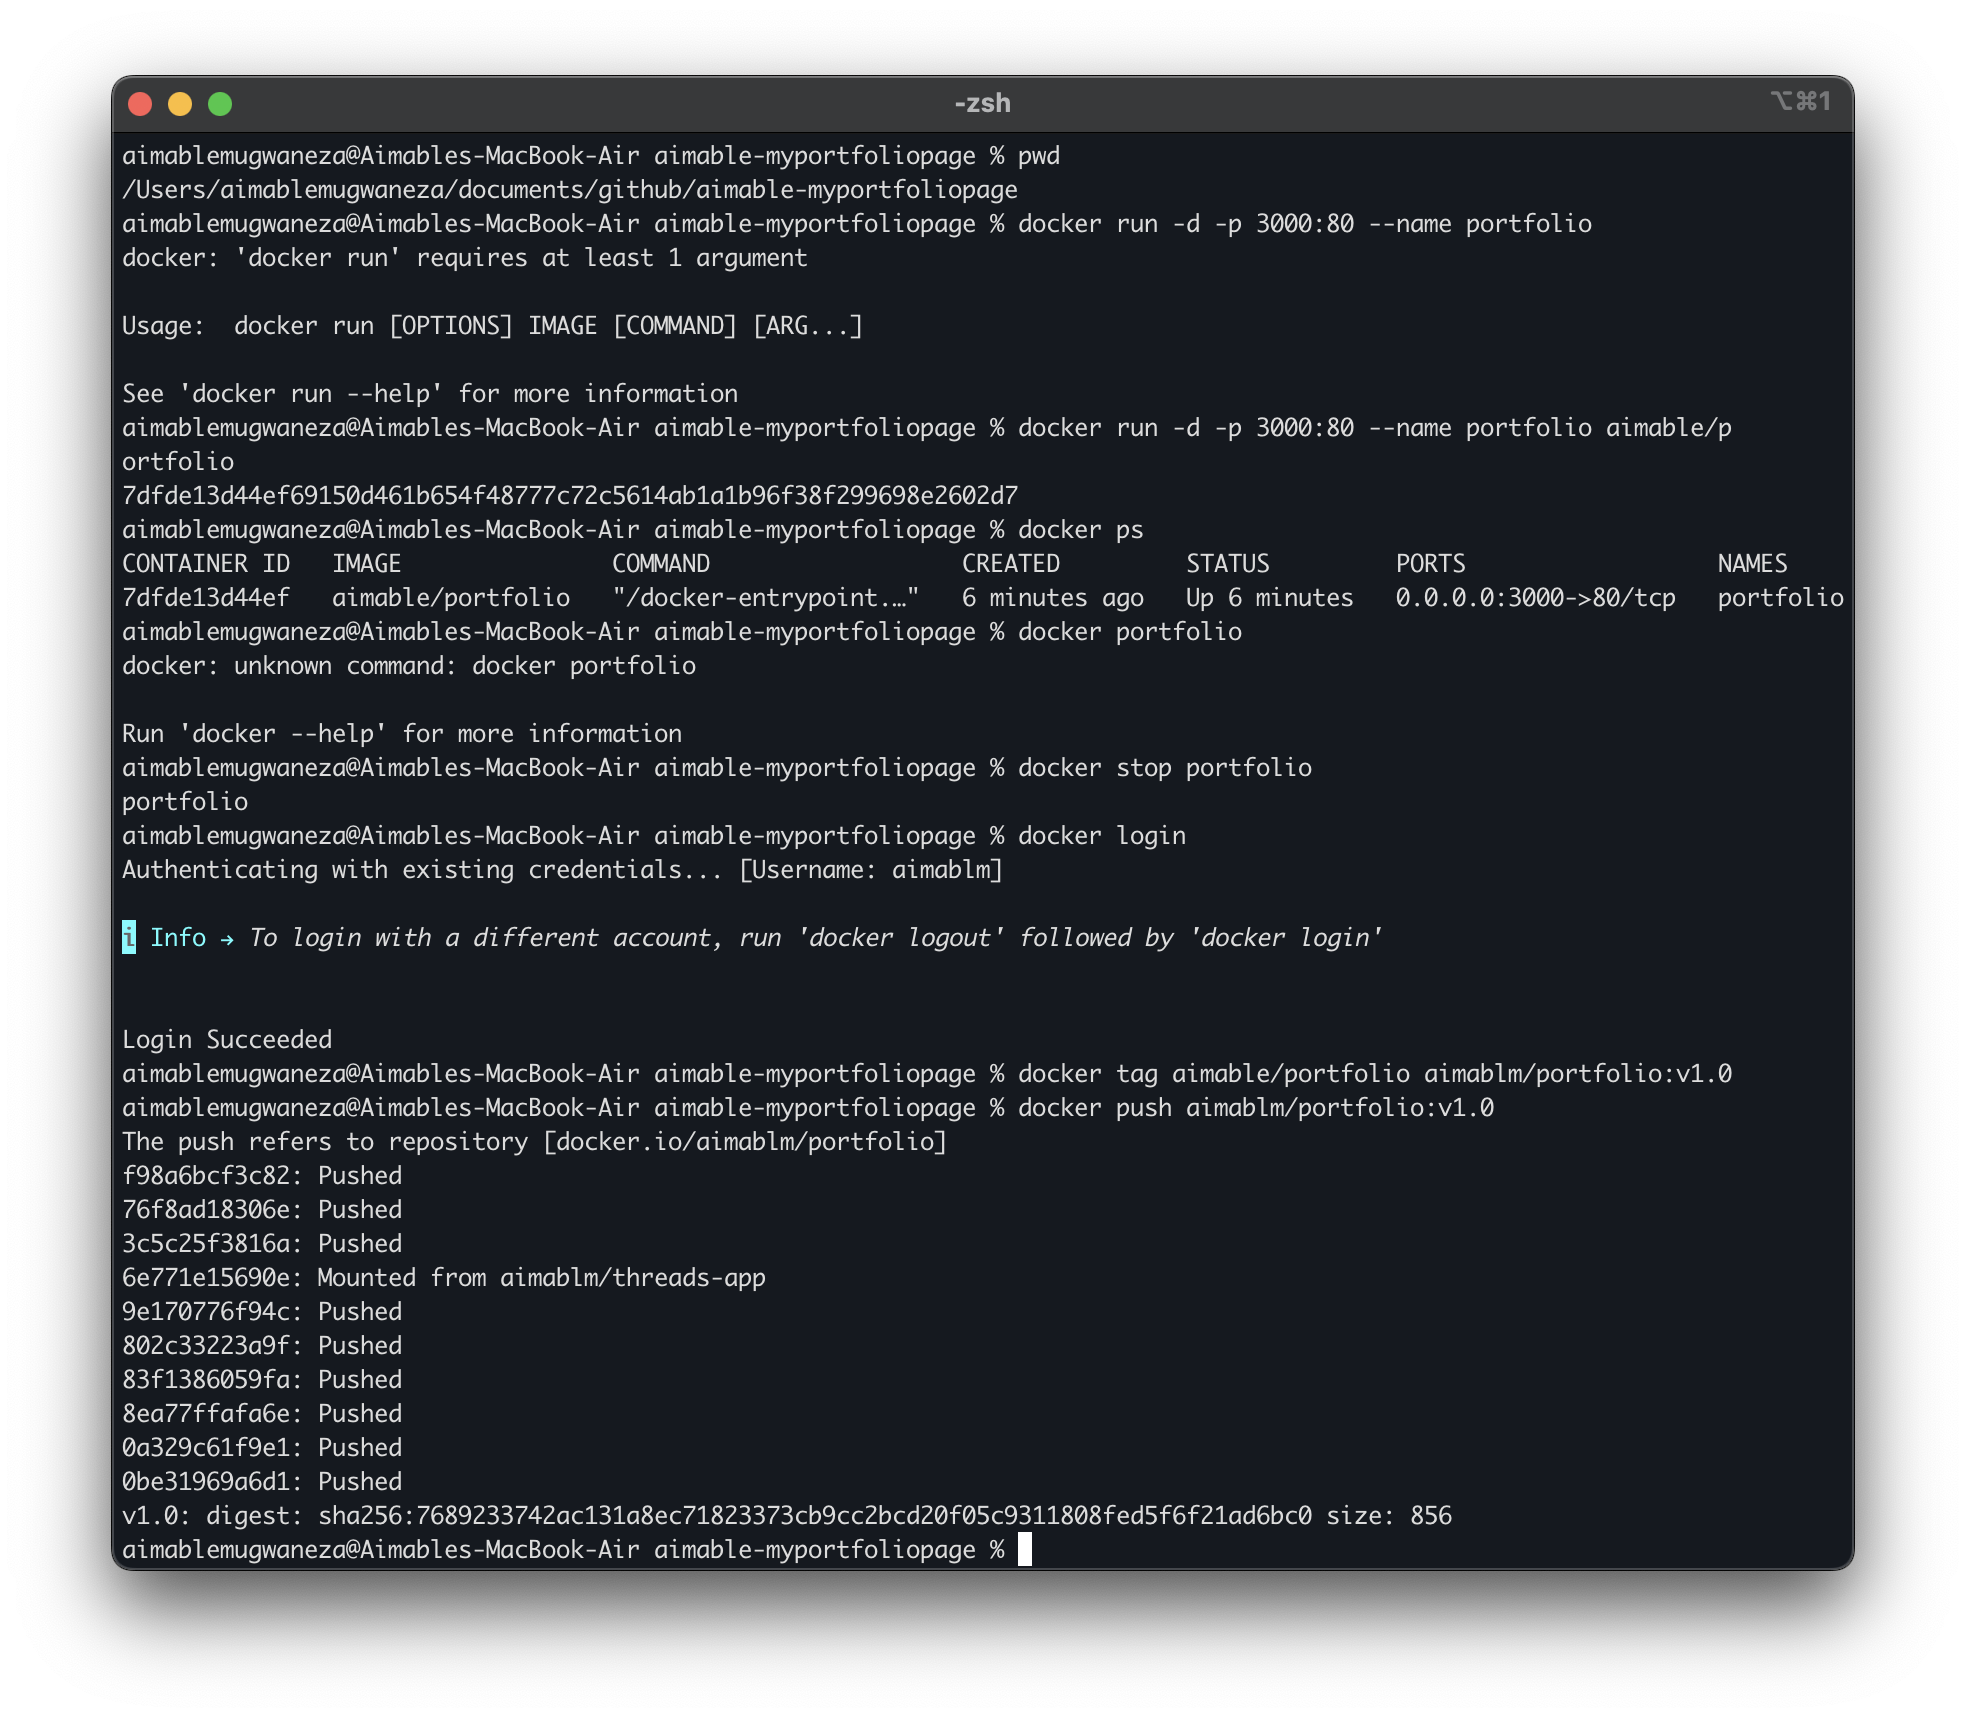 -zsh
⌥⌘1
aimablemugwaneza@Aimables-MacBook-Air aimable-myportfoliopage % pwd
/Users/aimablemugwaneza/documents/github/aimable-myportfoliopage
aimablemugwaneza@Aimables-MacBook-Air aimable-myportfoliopage % docker run -d -p 3000:80 --name portfolio
docker: 'docker run' requires at least 1 argument
Usage:  docker run [OPTIONS] IMAGE [COMMAND] [ARG...]
See 'docker run --help' for more information
aimablemugwaneza@Aimables-MacBook-Air aimable-myportfoliopage % docker run -d -p 3000:80 --name portfolio aimable/p
ortfolio
7dfde13d44ef69150d461b654f48777c72c5614ab1a1b96f38f299698e2602d7
aimablemugwaneza@Aimables-MacBook-Air aimable-myportfoliopage % docker ps
CONTAINER ID   IMAGE               COMMAND                  CREATED         STATUS         PORTS                  NAMES
7dfde13d44ef   aimable/portfolio   "/docker-entrypoint.…"   6 minutes ago   Up 6 minutes   0.0.0.0:3000->80/tcp   portfolio
aimablemugwaneza@Aimables-MacBook-Air aimable-myportfoliopage % docker portfolio
docker: unknown command: docker portfolio
Run 'docker --help' for more information
aimablemugwaneza@Aimables-MacBook-Air aimable-myportfoliopage % docker stop portfolio
portfolio
aimablemugwaneza@Aimables-MacBook-Air aimable-myportfoliopage % docker login
Authenticating with existing credentials... [Username: aimablm]
i Info → To login with a different account, run 'docker logout' followed by 'docker login'
Login Succeeded
aimablemugwaneza@Aimables-MacBook-Air aimable-myportfoliopage % docker tag aimable/portfolio aimablm/portfolio:v1.0
aimablemugwaneza@Aimables-MacBook-Air aimable-myportfoliopage % docker push aimablm/portfolio:v1.0
The push refers to repository [docker.io/aimablm/portfolio]
f98a6bcf3c82: Pushed
76f8ad18306e: Pushed
3c5c25f3816a: Pushed
6e771e15690e: Mounted from aimablm/threads-app
9e170776f94c: Pushed
802c33223a9f: Pushed
83f1386059fa: Pushed
8ea77ffafa6e: Pushed
0a329c61f9e1: Pushed
0be31969a6d1: Pushed
v1.0: digest: sha256:7689233742ac131a8ec71823373cb9cc2bcd20f05c9311808fed5f6f21ad6bc0 size: 856
aimablemugwaneza@Aimables-MacBook-Air aimable-myportfoliopage %